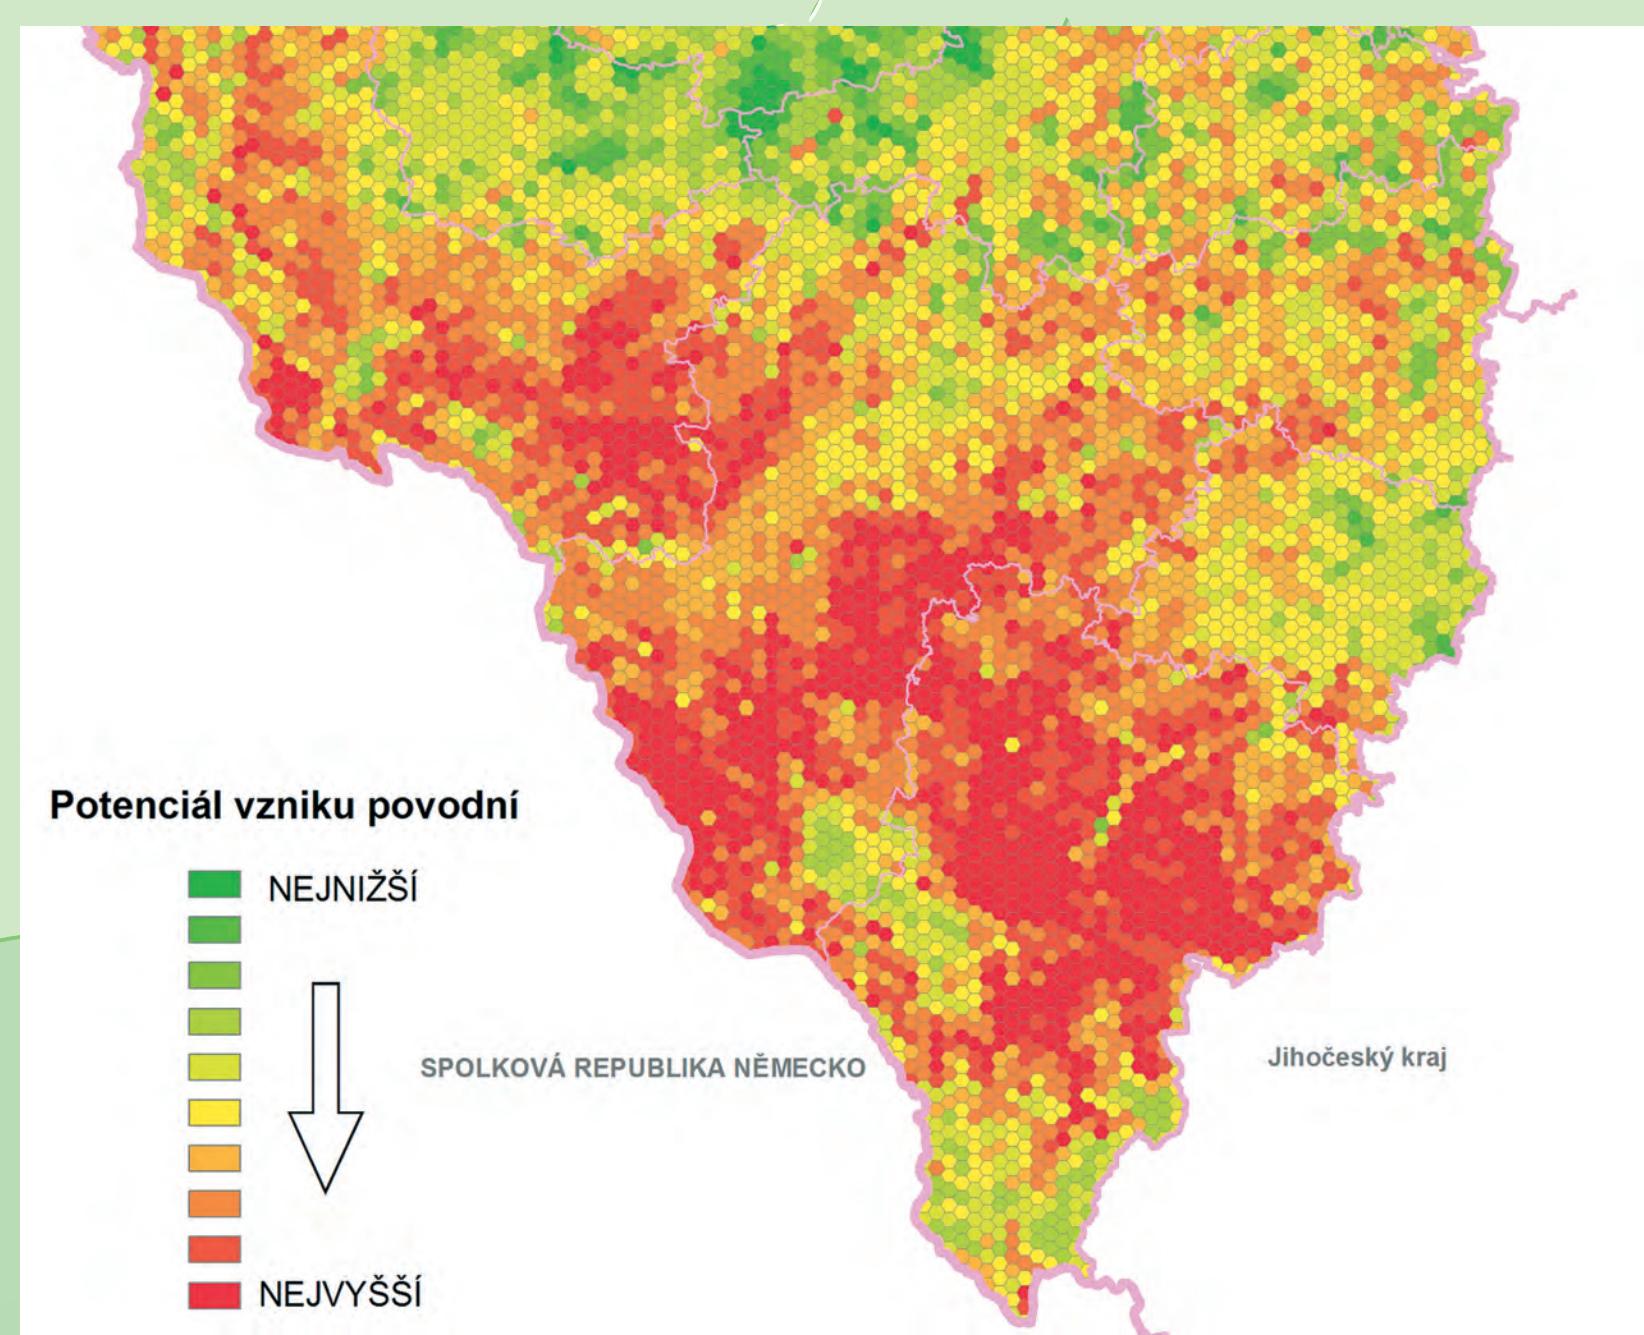 Potenciál vzniku povodní
NEJNIŽŠÍ
SPOLKOVÁ REPUBLIKA NĚMECKO
Jihočeský kraj
NEJVYŠŠÍ